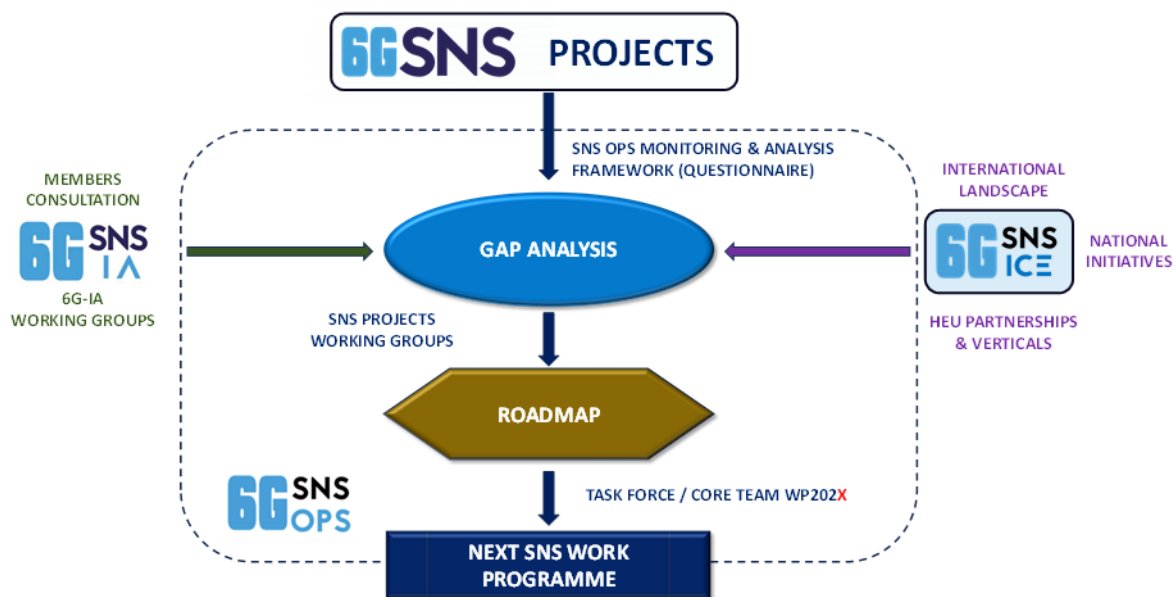 6G SNS PROJECTS
SNS OPS MONITORING & ANALYSIS
FRAMEWORK (QUESTIONNAIRE)
MEMBERS
CONSULTATION
6G SNS
IA
6G-IA
WORKING GROUPS
GAP ANALYSIS
INTERNATIONAL
LANDSCAPE
6G SNS
ICE
NATIONAL
INITIATIVES
HEU PARTNERSHIPS
& VERTICALS
SNS PROJECTS
WORKING GROUPS
ROADMAP
6G SNS
OPS
TASK FORCE / CORE TEAM WP202X
NEXT SNS WORK
PROGRAMME